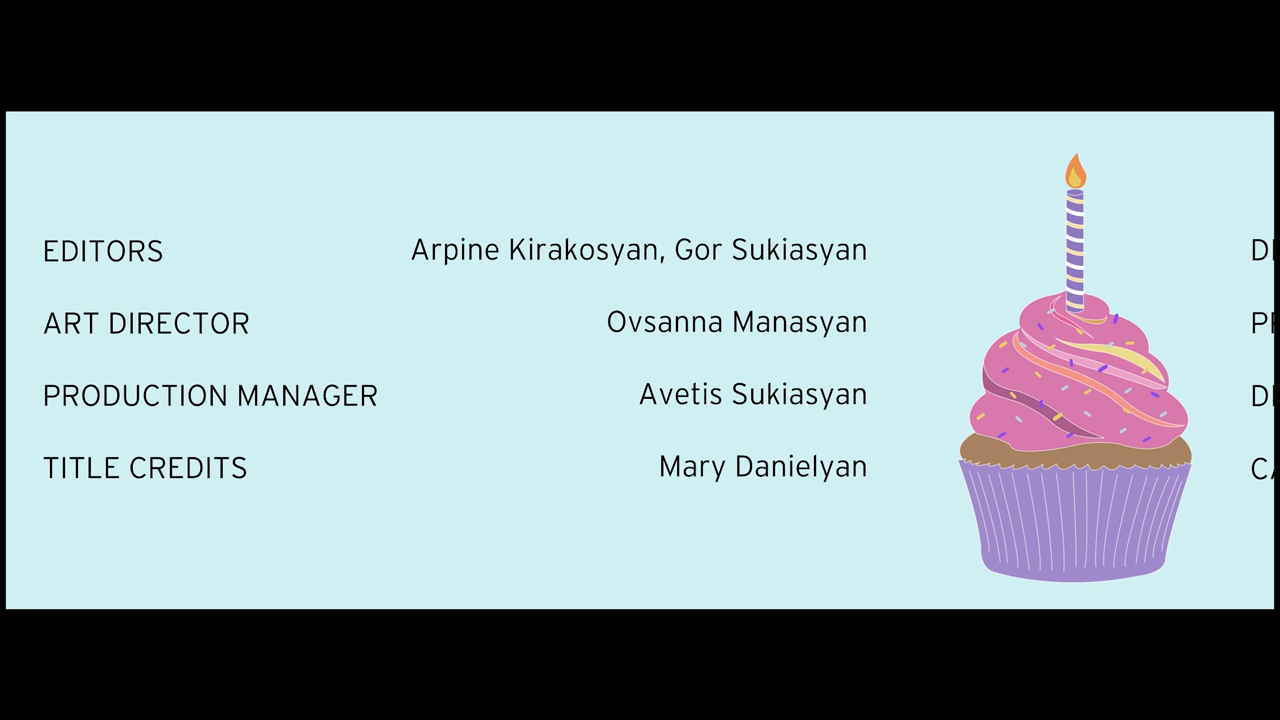 EDITORS Arpine Kirakosyan, Gor Sukiasyan
ART DIRECTOR Ovsanna Manasyan
PRODUCTION MANAGER Avetis Sukiasyan
TITLE CREDITS Mary Danielyan